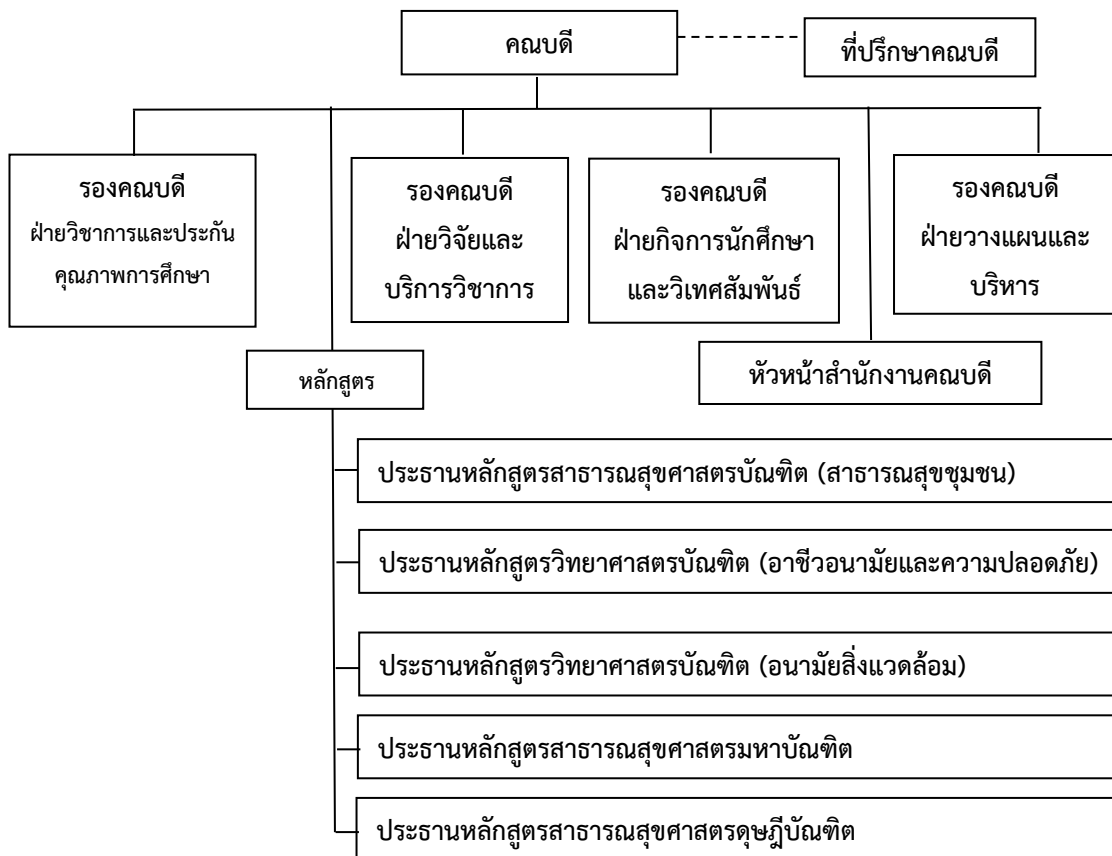 คณบดี
ที่ปรึกษาคณบดี
รองคณบดี
ฝ่ายวิชาการและประกัน
คุณภาพการศึกษา
รองคณบดี
ฝ่ายวิจัยและ
บริการวิชาการ
รองคณบดี
ฝ่ายกิจการนักศึกษา
และวิเทศสัมพันธ์
รองคณบดี
ฝ่ายวางแผนและ
บริหาร
หลักสูตร
หัวหน้าสำนักงานคณบดี
ประธานหลักสูตรสาธารณสุขศาสตรบัณฑิต (สาธารณสุขชุมชน)
ประธานหลักสูตรวิทยาศาสตรบัณฑิต (อาชีวอนามัยและความปลอดภัย)
ประธานหลักสูตรวิทยาศาสตรบัณฑิต (อนามัยสิ่งแวดล้อม)
ประธานหลักสูตรสาธารณสุขศาสตรมหาบัณฑิต
ประธานหลักสูตรสาธารณสุขศาสตรดุษฎีบัณฑิต